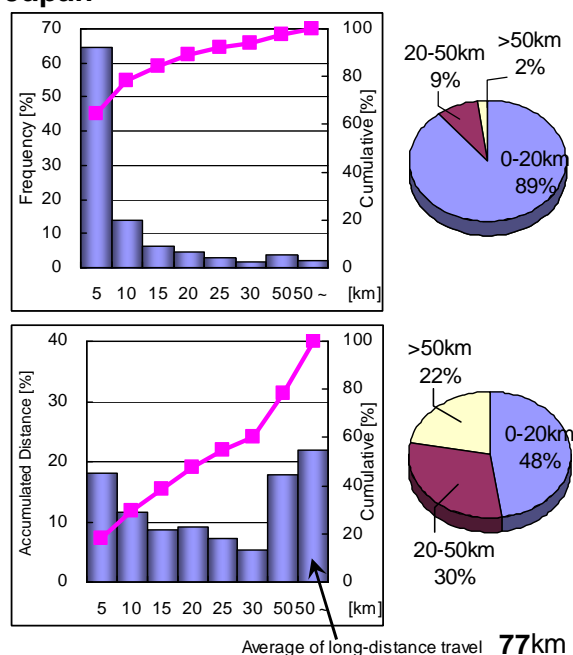 Japan
70
60
50
40
30
20
10
0
Frequency [%]
100
80
60
40
20
0
Cumulative [%]
5 10 15 20 25 30 50 50 ~ [km]
20-50km
9%
>50km
2%
0-20km
89%
40
30
20
10
0
Accumulated Distance [%]
100
80
60
40
20
0
Cumulative [%]
5 10 15 20 25 30 50 50 ~ [km]
>50km
22%
0-20km
48%
20-50km
30%
Average of long-distance travel 77km